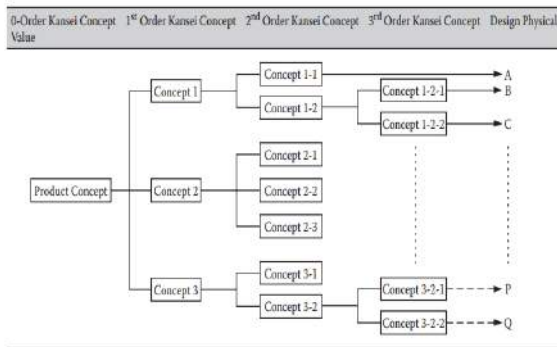 0-Order Kansei Concept 1st Order Kansei Concept 2nd Order Kansei Concept 3rd Order Kansei Concept Design Physical
Value
Concept 1-1 A
Concept 1 Concept 1-2-1 B
Concept 1-2
Concept 1-2-2 C
Concept 2-1
Product Concept Concept 2 Concept 2-2
Concept 2-3
Concept 3-1
Concept 3 Concept 3-2-1 P
Concept 3-2
Concept 3-2-2 Q